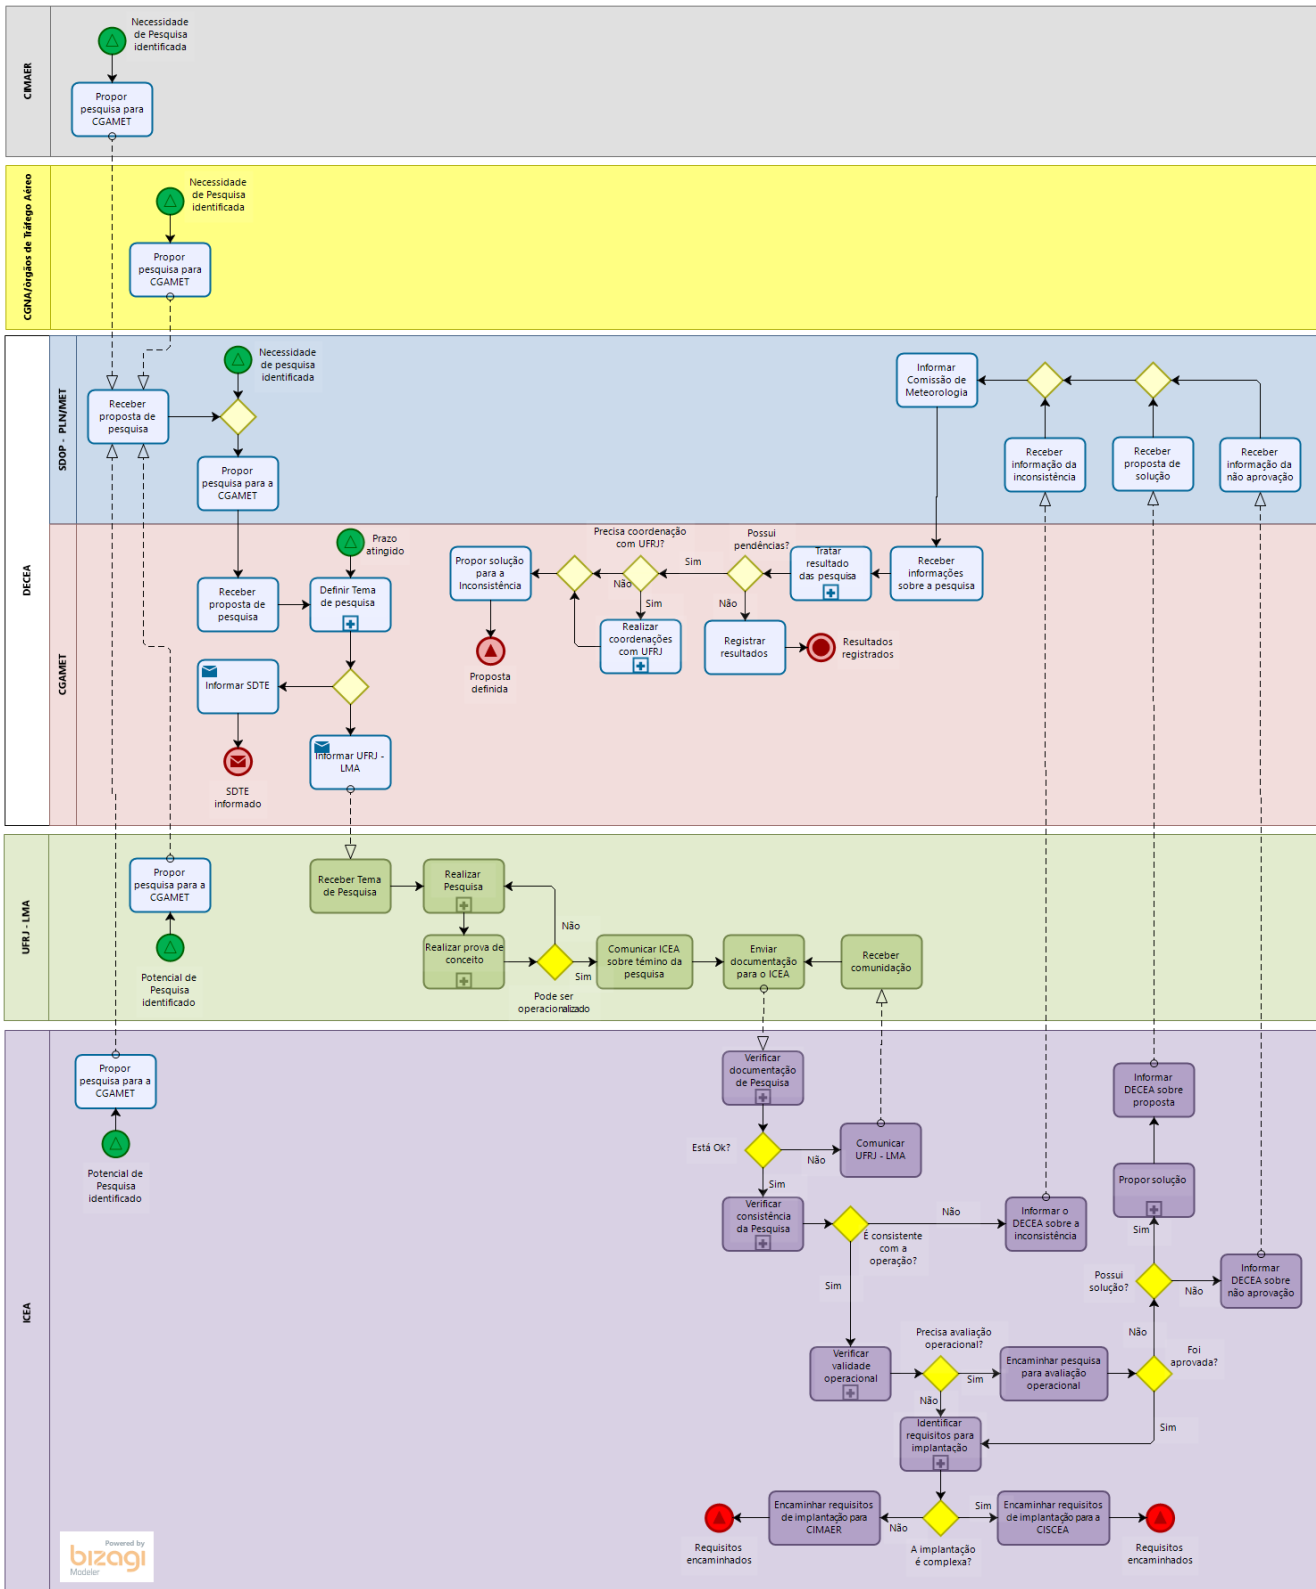 CIMAER
Necessidade
de Pesquisa
identificada
Propor
pesquisa para
CGAMET
CGNA/órgãos de Tráfego Aéreo
Necessidade
de Pesquisa
identificada
Propor
pesquisa para
CGAMET
DECEA
SDOP - PLN/MET
Necessidade
de pesquisa
identificada
Receber
proposta de
pesquisa
Propor
pesquisa para a
CGAMET
Informar
Comissão de
Meteorologia
Receber
informação da
inconsistência
Receber
proposta de
solução
Receber
informação da
não aprovação
CGAMET
Prazo
atingido
Receber
proposta de
pesquisa
Definir Tema
de pesquisa
Informar SDTE
SDTE
informado
Informar UFRJ -
LMA
Propor solução
para a
Inconsistência
Proposta
definida
Precisa coordenação
com UFRJ?
Não
Sim
Realizar
coordenações
com UFRJ
Sim
Possui
pendências?
Não
Registrar
resultados
Resultados
registrados
Tratar
resultado
das pesquisa
Receber
informações
sobre a pesquisa
UFRJ - LMA
Propor
pesquisa para a
CGAMET
Potencial de
Pesquisa
identificado
Receber Tema
de Pesquisa
Realizar
Pesquisa
Realizar prova de
conceito
Não
Sim
Pode ser
operacionalizado
Comunicar ICEA
sobre témino da
pesquisa
Enviar
documentação
para o ICEA
Receber
comunidação
ICEA
Propor
pesquisa para a
CGAMET
Potencial de
Pesquisa
identificado
Verificar
documentação
de Pesquisa
Está Ok?
Não
Comunicar
UFRJ - LMA
Sim
Verificar
consistência
da Pesquisa
É consistente
com a
operação?
Não
Informar o
DECEA sobre a
inconsistência
Sim
Verificar
validade
operacional
Precisa avaliação
operacional?
Sim
Não
Encaminhar pesquisa
para avaliação
operacional
Foi
aprovada?
Não
Sim
Possui
solução?
Sim
Não
Propor solução
Informar
DECEA sobre
proposta
Informar
DECEA sobre
não aprovação
Identificar
requisitos para
implantação
A implantação
é complexa?
Não
Sim
Encaminhar requisitos
de implantação para
CIMAER
Requisitos
encaminhados
Encaminhar requisitos
de implantação para a
CISCEA
Requisitos
encaminhados
Powered by
bizagi
Modeler